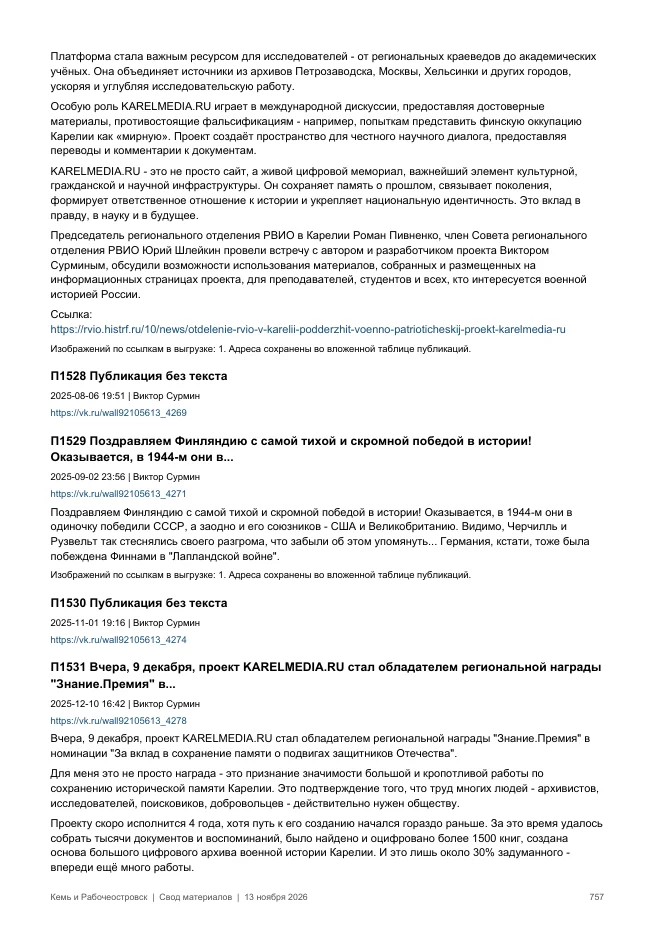 Платформа стала важным ресурсом для исследователей - от региональных краеведов до академических
учёных. Она объединяет источники из архивов Петрозаводска, Москвы, Хельсинки и других городов,
ускоряя и углубляя исследовательскую работу.
Особую роль KARELMEDIA.RU играет в международной дискуссии, предоставляя достоверные
материалы, противостоящие фальсификациям - например, попыткам представить финскую оккупацию
Карелии как «мирную». Проект создаёт пространство для честного научного диалога, предоставляя
переводы и комментарии к документам.
KARELMEDIA.RU - это не просто сайт, а живой цифровой мемориал, важнейший элемент культурной,
гражданской и научной инфраструктуры. Он сохраняет память о прошлом, связывает поколения,
формирует ответственное отношение к истории и укрепляет национальную идентичность. Это вклад в
правду, в науку и в будущее.
Председатель регионального отделения РВИО в Карелии Роман Пивненко, член Совета регионального
отделения РВИО Юрий Шлейкин провели встречу с автором и разработчиком проекта Виктором
Сурминым, обсудили возможности использования материалов, собранных и размещенных на
информационных страницах проекта, для преподавателей, студентов и всех, кто интересуется военной
историей России.
Ссылка:
https://rvio.histrf.ru/10/news/otdelenie-rvio-v-karelii-podderzhit-voenno-patrioticheskij-proekt-karelmedia-ru
Изображений по ссылкам в выгрузке: 1. Адреса сохранены во вложенной таблице публикаций.
П1528 Публикация без текста
2025-08-06 19:51 | Виктор Сурмин
https://vk.ru/wall92105613_4269
П1529 Поздравляем Финляндию с самой тихой и скромной победой в истории!
Оказывается, в 1944-м они в...
2025-09-02 23:56 | Виктор Сурмин
https://vk.ru/wall92105613_4271
Поздравляем Финляндию с самой тихой и скромной победой в истории! Оказывается, в 1944-м они в
одиночку победили СССР, а заодно и его союзников - США и Великобританию. Видимо, Черчилль и
Рузвельт так стеснялись своего разгрома, что забыли об этом упомянуть... Германия, кстати, тоже была
побеждена Финнами в "Лапландской войне".
Изображений по ссылкам в выгрузке: 1. Адреса сохранены во вложенной таблице публикаций.
П1530 Публикация без текста
2025-11-01 19:16 | Виктор Сурмин
https://vk.ru/wall92105613_4274
П1531 Вчера, 9 декабря, проект KARELMEDIA.RU стал обладателем региональной награды
"Знание.Премия" в...
2025-12-10 16:42 | Виктор Сурмин
https://vk.ru/wall92105613_4278
Вчера, 9 декабря, проект KARELMEDIA.RU стал обладателем региональной награды "Знание.Премия" в
номинации "За вклад в сохранение памяти о подвигах защитников Отечества".
Для меня это не просто награда - это признание значимости большой и кропотливой работы по
сохранению исторической памяти Карелии. Это подтверждение того, что труд многих людей - архивистов,
исследователей, поисковиков, добровольцев - действительно нужен обществу.
Проекту скоро исполнится 4 года, хотя путь к его созданию начался гораздо раньше. За это время удалось
собрать тысячи документов и воспоминаний, было найдено и оцифровано более 1500 книг, создана
основа большого цифрового архива военной истории Карелии. И это лишь около 30% задуманного -
впереди ещё много работы.
Кемь и Рабочеостровск | Свод материалов | 13 ноября 2026 757